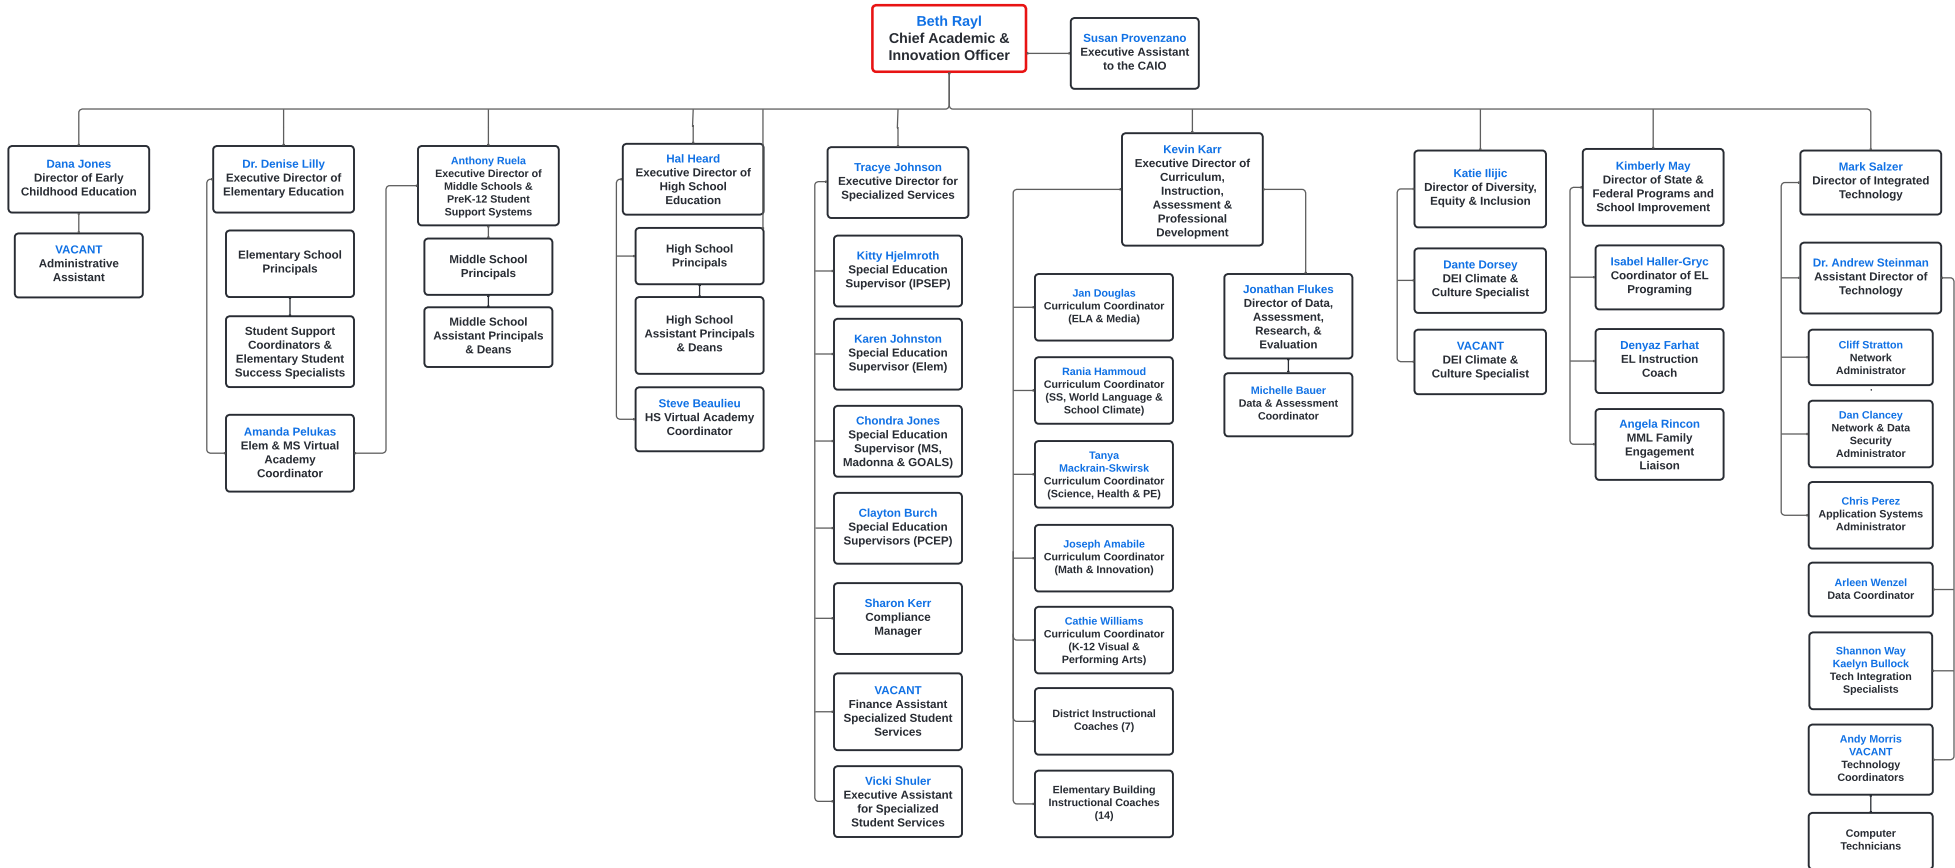 Beth Rayl
Chief Academic &
Innovation Officer
Susan Provenzano
Executive Assistant
to the CAIO
Dana Jones
Director of Early
Childhood Education
VACANT
Administrative
Assistant
Dr. Denise Lilly
Executive Director of
Elementary Education
Elementary School
Principals
Student Support
Coordinators &
Elementary Student
Success Specialists
Amanda Pelukas
Elem & MS Virtual
Academy
Coordinator
Anthony Ruela
Executive Director of
Middle Schools &
PreK-12 Student
Support Systems
Middle School
Principals
Middle School
Assistant Principals
& Deans
Hal Heard
Executive Director of
High School
Education
High School
Principals
High School
Assistant Principals
& Deans
Steve Beaulieu
HS Virtual Academy
Coordinator
Tracye Johnson
Executive Director for
Specialized Services
Kitty Hjelmroth
Special Education
Supervisor (IPSEP)
Karen Johnston
Special Education
Supervisor (Elem)
Chondra Jones
Special Education
Supervisor (MS,
Madonna & GOALS)
Clayton Burch
Special Education
Supervisors (PCEP)
Sharon Kerr
Compliance
Manager
VACANT
Finance Assistant
Specialized Student
Services
Vicki Shuler
Executive Assistant
for Specialized
Student Services
Kevin Karr
Executive Director of
Curriculum,
Instruction,
Assessment &
Professional
Development
Jan Douglas
Curriculum Coordinator
(ELA & Media)
Rania Hammoud
Curriculum Coordinator
(SS, World Language &
School Climate)
Tanya
Mackrain-Skwirsk
Curriculum Coordinator
(Science, Health & PE)
Joseph Amabile
Curriculum Coordinator
(Math & Innovation)
Cathie Williams
Curriculum Coordinator
(K-12 Visual &
Performing Arts)
District Instructional
Coaches (7)
Elementary Building
Instructional Coaches
(14)
Jonathan Flukes
Director of Data,
Assessment,
Research, &
Evaluation
Michelle Bauer
Data & Assessment
Coordinator
Katie Ilijic
Director of Diversity,
Equity & Inclusion
Dante Dorsey
DEI Climate &
Culture Specialist
VACANT
DEI Climate &
Culture Specialist
Kimberly May
Director of State &
Federal Programs and
School Improvement
Isabel Haller-Gryc
Coordinator of EL
Programing
Denyaz Farhat
EL Instruction
Coach
Angela Rincon
MML Family
Engagement
Liaison
Mark Salzer
Director of Integrated
Technology
Dr. Andrew Steinman
Assistant Director of
Technology
Cliff Stratton
Network
Administrator
.
Dan Clancey
Network & Data
Security
Administrator
Chris Perez
Application Systems
Administrator
Arleen Wenzel
Data Coordinator
Shannon Way
Kaelyn Bullock
Tech Integration
Specialists
Andy Morris
VACANT
Technology
Coordinators
Computer
Technicians